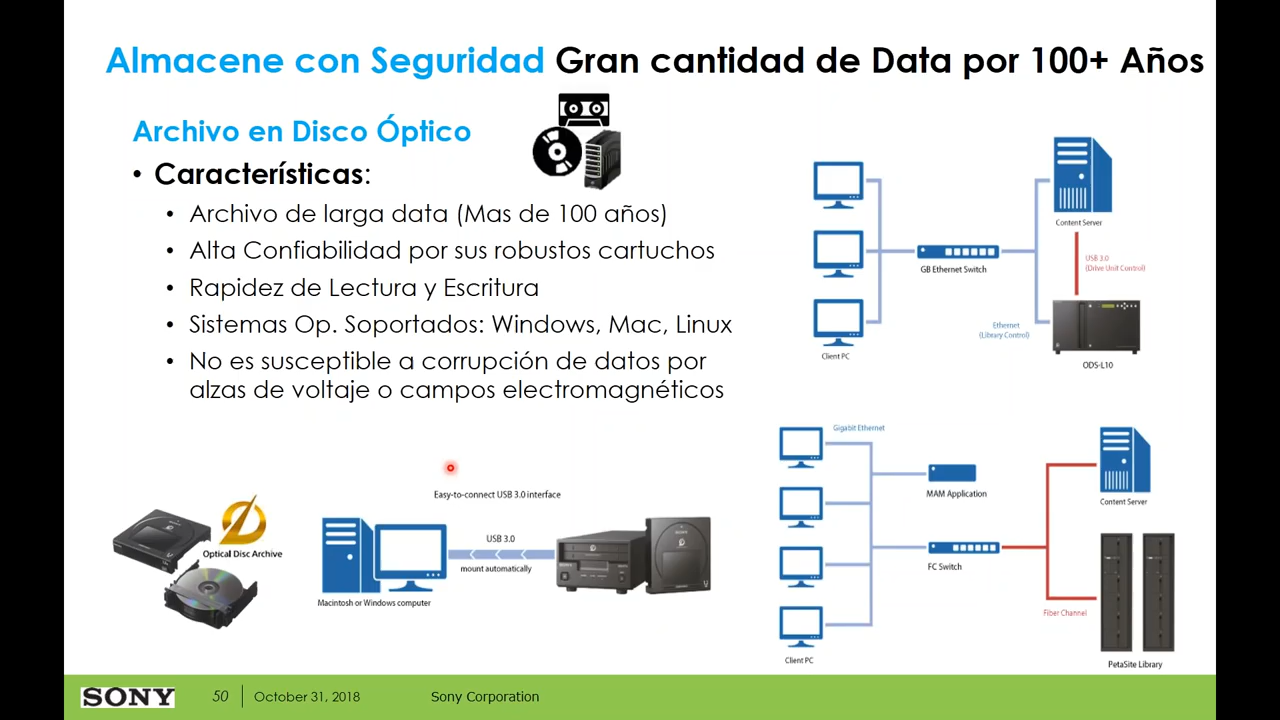 Almacene con Seguridad Gran cantidad de Data por 100+ Años
Archivo en Disco Óptico
• Características:
• Archivo de larga data (Mas de 100 años)
• Alta Confiabilidad por sus robustos cartuchos
• Rapidez de Lectura y Escritura
• Sistemas Op. Soportados: Windows, Mac, Linux
• No es susceptible a corrupción de datos por
alzas de voltaje o campos electromagnéticos
Content Server
USB 3.0
(Drive Unit Control)
GB Ethernet Switch
Ethernet
(Library Control)
Client PC
ODS-L10
Optical Disc Archive
Easy-to-connect USB 3.0 interface
USB 3.0
mount automatically
Macintosh or Windows computer
Gigabit Ethernet
MAM Application
Content Server
FC Switch
Fiber Channel
Client PC
PetaSite Library
SONY
50
October 31, 2018
Sony Corporation